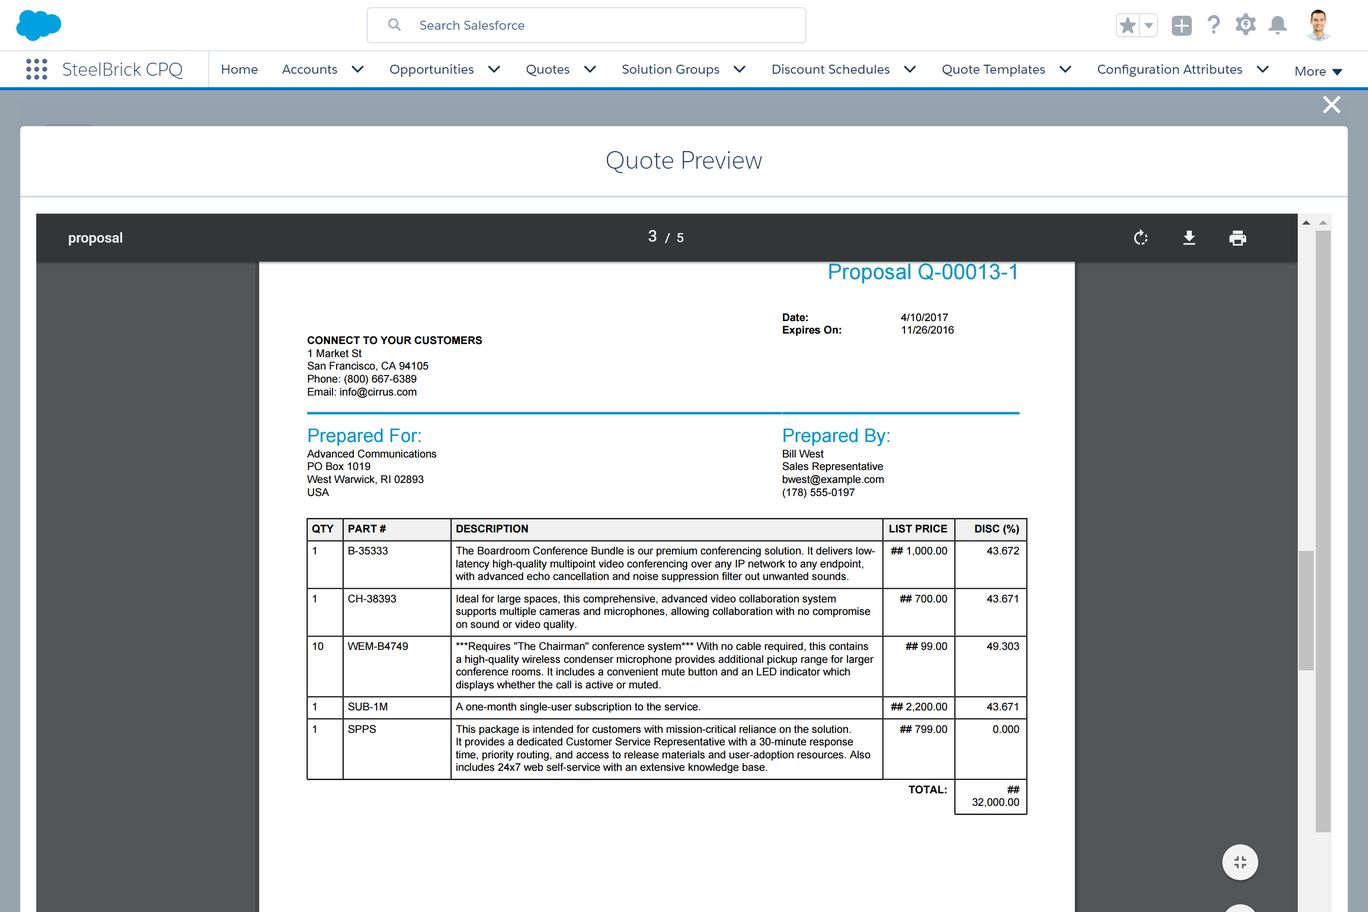 Search Salesforce
SteelBrick CPQ
Home
Accounts
Opportunities
Quotes
Solution Groups
Discount Schedules
Quote Templates
Configuration Attributes
More
Quote Preview
proposal
3 / 5
Proposal Q-00013-1
Date: 4/10/2017
Expires On: 11/26/2016
CONNECT TO YOUR CUSTOMERS
1 Market St
San Francisco, CA 94105
Phone: (800) 667-6389
Email: info@cirrus.com
Prepared For:
Advanced Communications
PO Box 1019
West Warwick, RI 02893
USA
Prepared By:
Bill West
Sales Representative
bwest@example.com
(178) 555-0197
QTY PART # DESCRIPTION LIST PRICE DISC (%)
1 B-35333 The Boardroom Conference Bundle is our premium conferencing solution. It delivers low- ## 1,000.00 43.672
latency high-quality multipoint video conferencing over any IP network to any endpoint,
with advanced echo cancellation and noise suppression filter out unwanted sounds.
1 CH-38393 Ideal for large spaces, this comprehensive, advanced video collaboration system ## 700.00 43.671
supports multiple cameras and microphones, allowing collaboration with no compromise
on sound or video quality.
10 WEM-B4749 ***Requires "The Chairman" conference system*** With no cable required, this contains ## 99.00 49.303
a high-quality wireless condenser microphone provides additional pickup range for larger
conference rooms. It includes a convenient mute button and an LED indicator which
displays whether the call is active or muted.
1 SUB-1M A one-month single-user subscription to the service. ## 2,200.00 43.671
1 SPPS This package is intended for customers with mission-critical reliance on the solution. ## 799.00 0.000
It provides a dedicated Customer Service Representative with a 30-minute response
time, priority routing, and access to release materials and user-adoption resources. Also
includes 24x7 web self-service with an extensive knowledge base.
TOTAL: ##
32,000.00